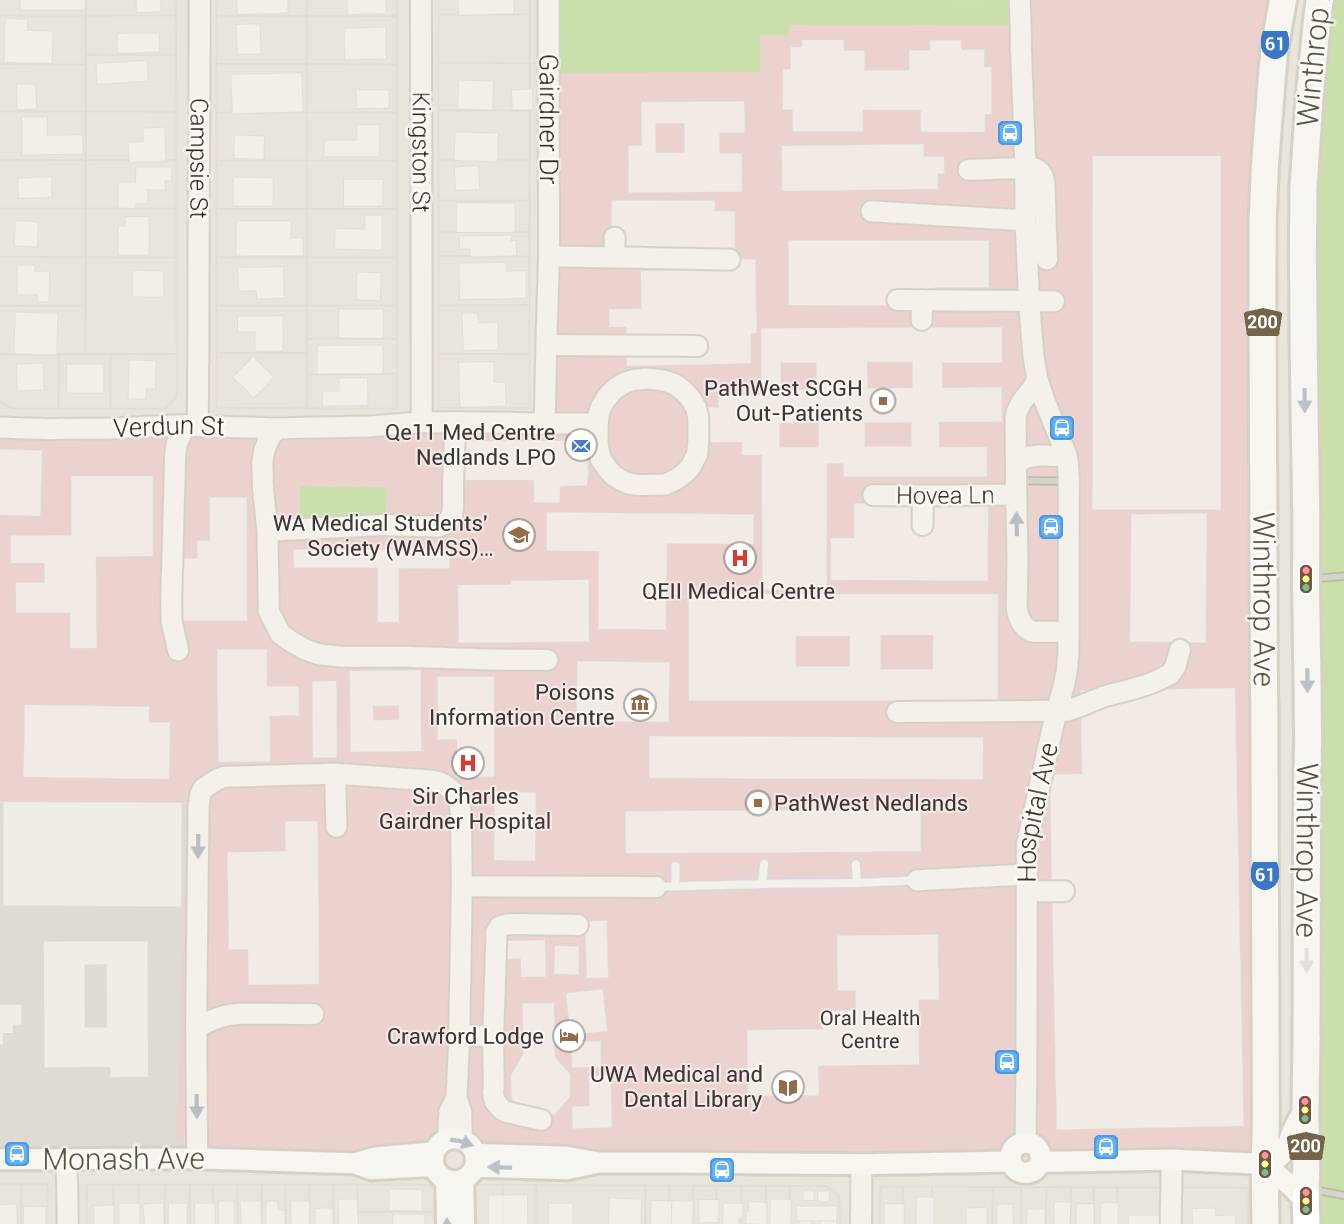 61
Winthrop
Gairdner Dr
Campsie St
Kingston St
200
PathWest SCGH
Out-Patients
Verdun St
Qe11 Med Centre
Nedlands LPO
Hovea Ln
WA Medical Students'
Society (WAMSS)...
H
QEII Medical Centre
Winthrop Ave
Poisons
Information Centre
H
Sir Charles
Gairdner Hospital
PathWest Nedlands
Hospital Ave
Winthrop Ave
61
Oral Health
Centre
Crawford Lodge
UWA Medical and
Dental Library
Monash Ave
200